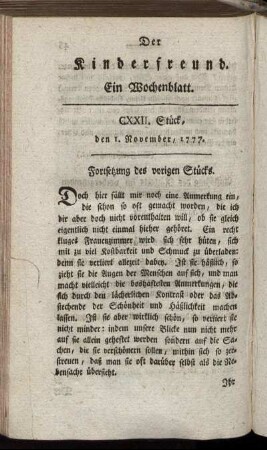 Der
Kinderfreund.
Ein Wochenblatt.
CXXII. Stück,
den 1. November, 1777.
Fortsetzung des vorigen Stücks.
Doch hier fällt mir noch eine Anmerkung ein,
die schon so oft gemacht worden, die ich
dir aber doch nicht vorenthalten will, ob sie gleich
eigentlich nicht einmal hieher gehöret. Ein recht
kluges Frauenzimmer wird sich sehr hüten, sich
mit zu viel Kostbarkeit und Schmuck zu überladen:
denn sie verliert allezeit dabey. Ist sie häßlich, so
zieht sie die Augen der Menschen auf sich, und man
macht vielleicht die boshaftesten Anmerkungen, die
sich durch den lächerlichen Kontrast oder das Ab-
stechende der Schönheit und Häßlichkeit machen
lassen. Ist sie aber wirklich schön, so verliert sie
nicht minder: indem unsere Blicke nun nicht mehr
auf sie allein geheftet werden sondern auf die Sa-
chen, die sie verschönern sollen, mithin sich so zer-
streuen, daß man sie oft darüber selbst als die Ne-
bensache übersieht.
Ihr